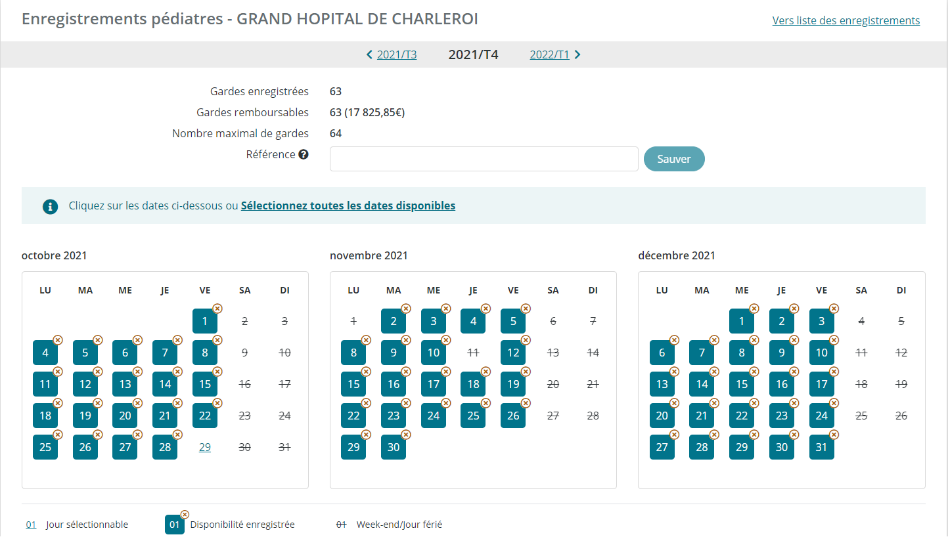 Enregistrements pédiatres - GRAND HOPITAL DE CHARLEROI
Vers liste des enregistrements
2021/T3 2021/T4 2022/T1
Gardes enregistrées 63
Gardes remboursables 63 (17 825,85€)
Nombre maximal de gardes 64
Référence ?
Sauver
i Cliquez sur les dates ci-dessous ou Sélectionnez toutes les dates disponibles
octobre 2021
LU MA ME JE VE SA DI
1 2 3
4 5 6 7 8 9 10
11 12 13 14 15 16 17
18 19 20 21 22 23 24
25 26 27 28 29 30 31
novembre 2021
LU MA ME JE VE SA DI
1 2 3 4 5 6 7
8 9 10 11 12 13 14
15 16 17 18 19 20 21
22 23 24 25 26 27 28
29 30
décembre 2021
LU MA ME JE VE SA DI
1 2 3 4 5
6 7 8 9 10 11 12
13 14 15 16 17 18 19
20 21 22 23 24 25 26
27 28 29 30 31
01 Jour sélectionnable 01 Disponibilité enregistrée 01 Week-end/Jour férié